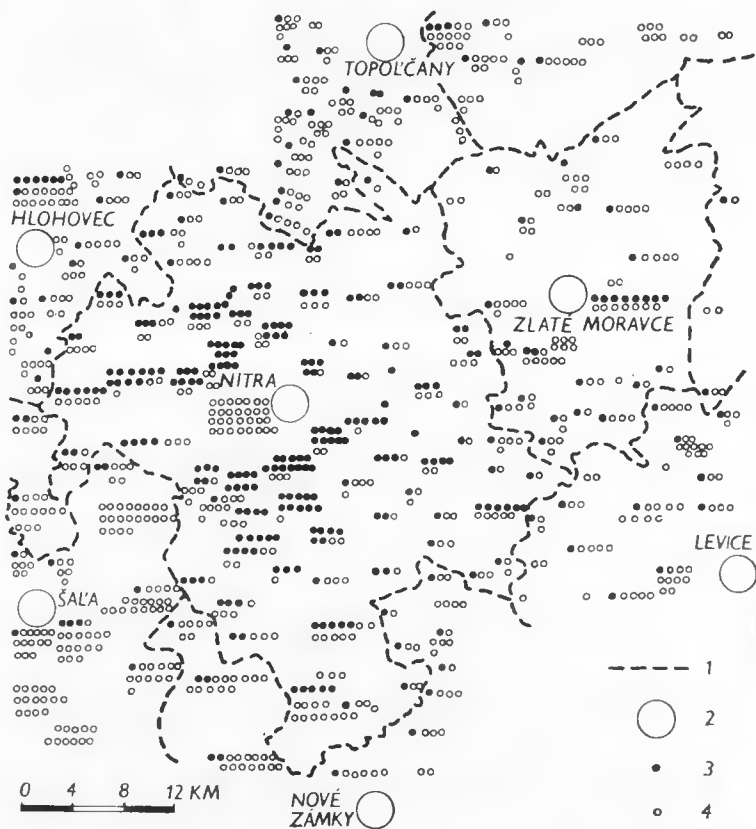 TOPOĽČANY
HLOHOVEC
ZLATÉ MORAVCE
NITRA
LEVICE
ŠAĽA
1
2
3
4
0 4 8 12 KM
NOVÉ
ZÁMKY